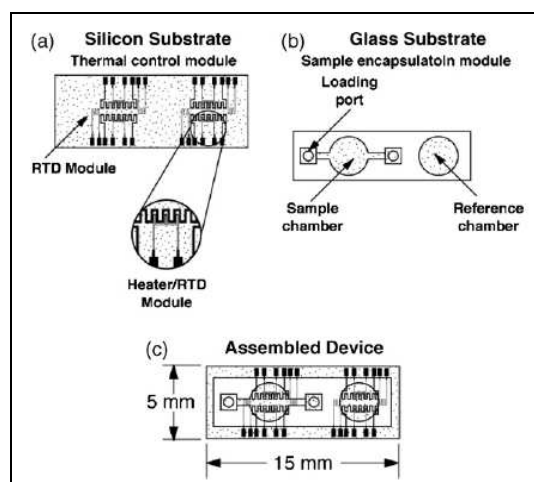 (a) Silicon Substrate
Thermal control module
RTD Module
Heater/RTD
Module
(b) Glass Substrate
Sample encapsulatoin module
Loading
port
Sample
chamber
Reference
chamber
(c) Assembled Device
5 mm
15 mm